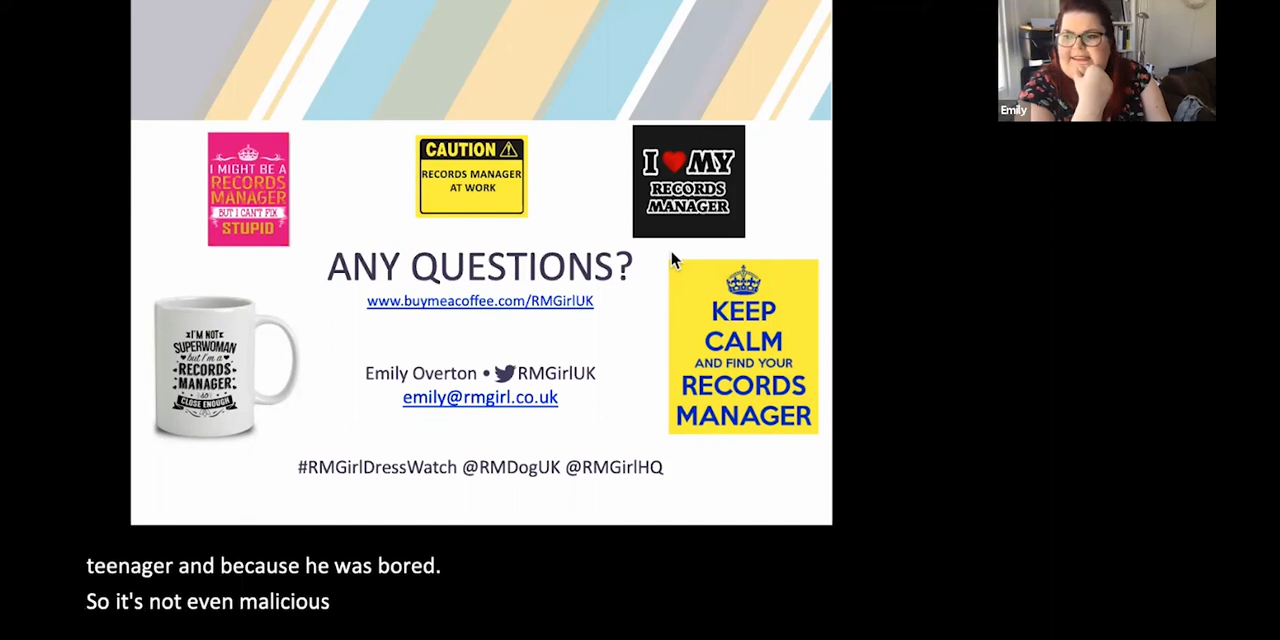 I MIGHT BE A
RECORDS
MANAGER
BUT I CAN'T FIX
STUPID
CAUTION
RECORDS MANAGER
AT WORK
I ❤ MY
RECORDS
MANAGER
Emily
ANY QUESTIONS?
www.buymeacoffee.com/RMGirlUK
I'M NOT
SUPERWOMAN
but I'm a
RECORDS
MANAGER
so
CLOSE ENOUGH
Emily Overton • RMGirlUK
emily@rmgirl.co.uk
KEEP
CALM
AND FIND YOUR
RECORDS
MANAGER
#RMGirlDressWatch @RMDogUK @RMGirlHQ
teenager and because he was bored.
So it's not even malicious